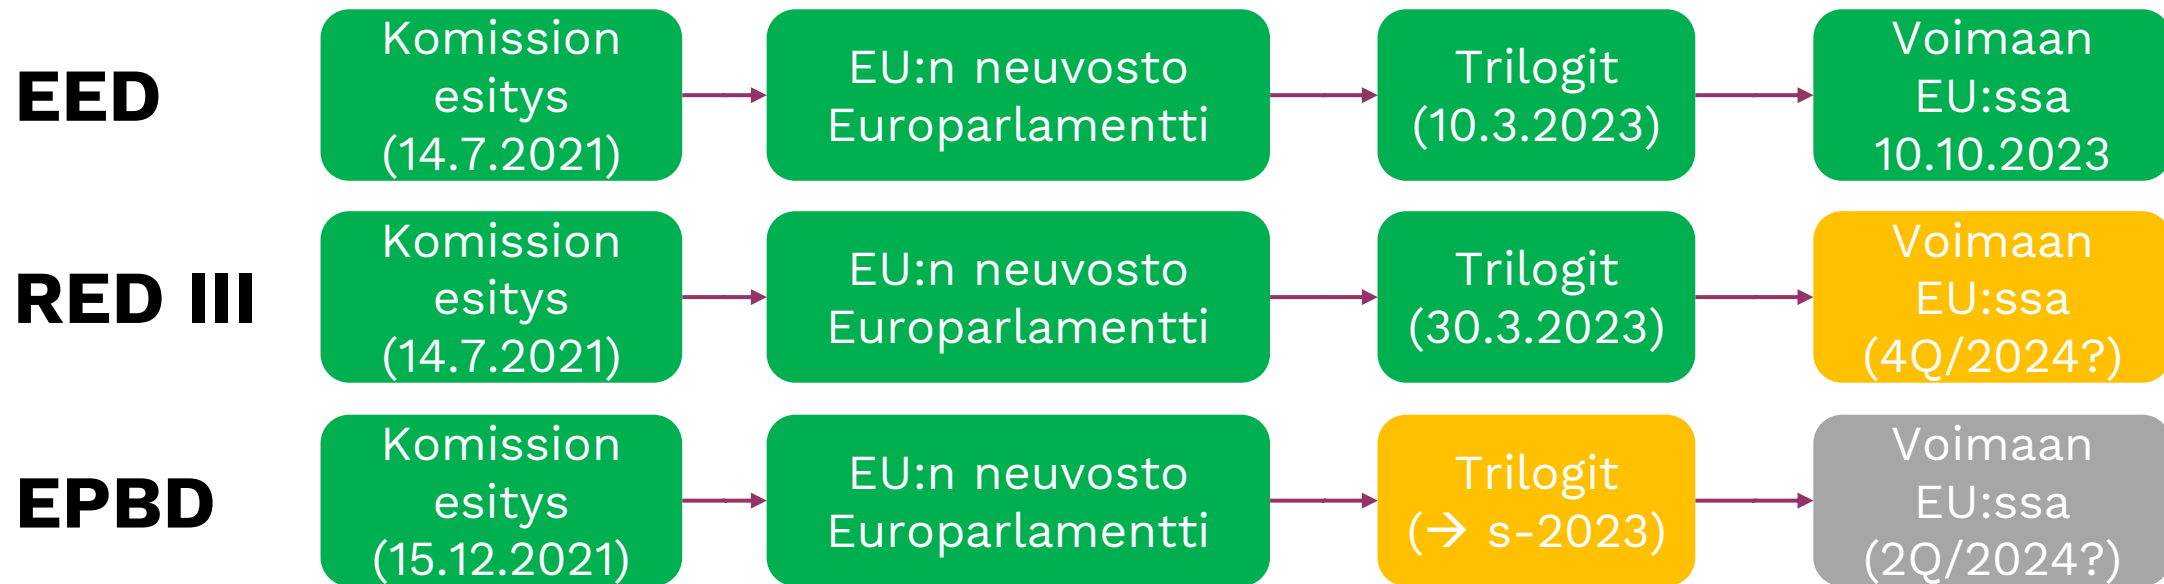 EED
Komission
esitys
(14.7.2021)
EU:n neuvosto
Europarlamentti
Trilogit
(10.3.2023)
Voimaan
EU:ssa
10.10.2023
RED III
Komission
esitys
(14.7.2021)
EU:n neuvosto
Europarlamentti
Trilogit
(30.3.2023)
Voimaan
EU:ssa
(4Q/2024?)
EPBD
Komission
esitys
(15.12.2021)
EU:n neuvosto
Europarlamentti
Trilogit
(→ s-2023)
Voimaan
EU:ssa
(2Q/2024?)